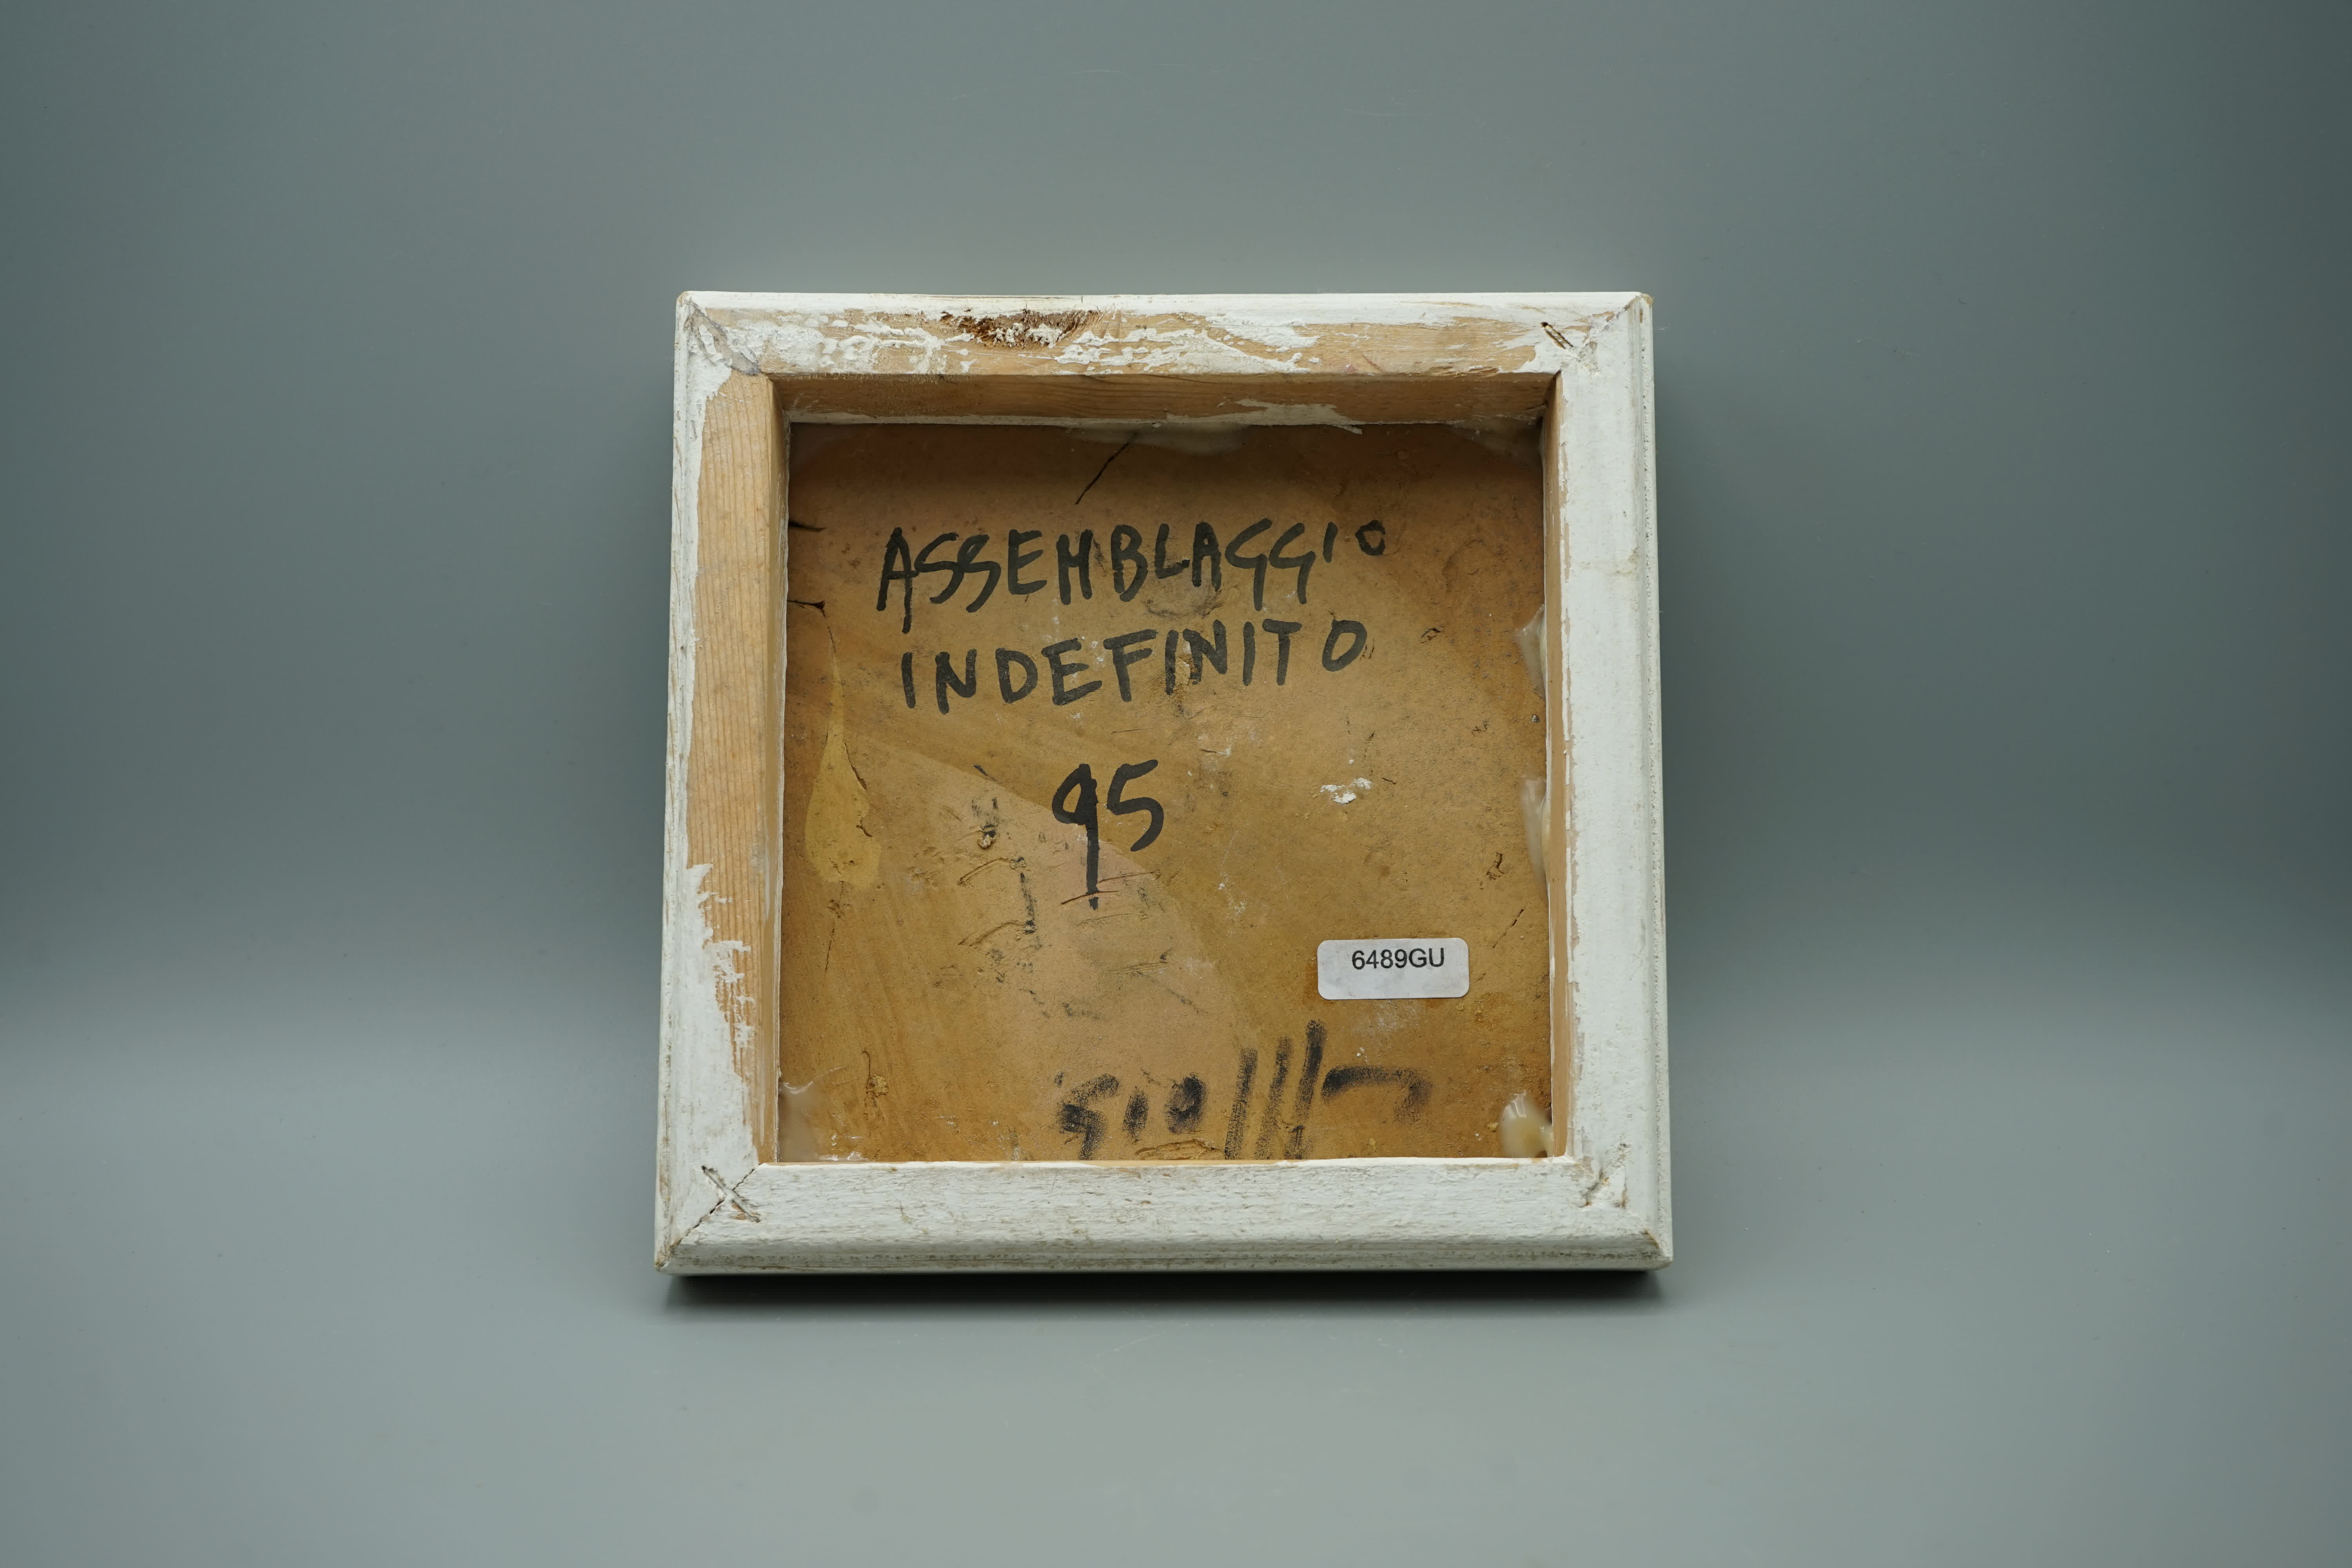 ASSEMBLAGGIO
INDEFINITO
95
6489GU